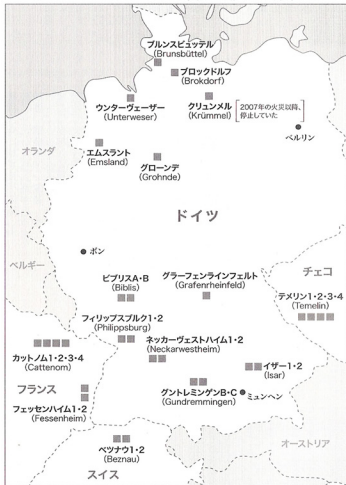 ブルンスビュッテル
(Brunsbüttel)
ブロックドルフ
(Brokdorf)
ウンターヴェーザー
(Unterweser)
クリュンメル
(Krümmel)
2007年の火災以降、
停止していた
ベルリン
オランダ
エムスラント
(Emsland)
グローンデ
(Grohnde)
ドイツ
ボン
ベルギー
ビブリスA・B
(Biblis)
グラーフェンラインフェルト
(Grafenrheinfeld)
チェコ
テメリン1・2・3・4
(Temelin)
フィリップスブルク1・2
(Philippsburg)
ネッカーヴェストハイム1・2
(Neckarwestheim)
カットノム1・2・3・4
(Cattenom)
イザー1・2
(Isar)
フランス
フェッセンハイム1・2
(Fessenheim)
グントレミンゲンB・C
(Gundremmingen)
ミュンヘン
ベツナウ1・2
(Beznau)
オーストリア
スイス